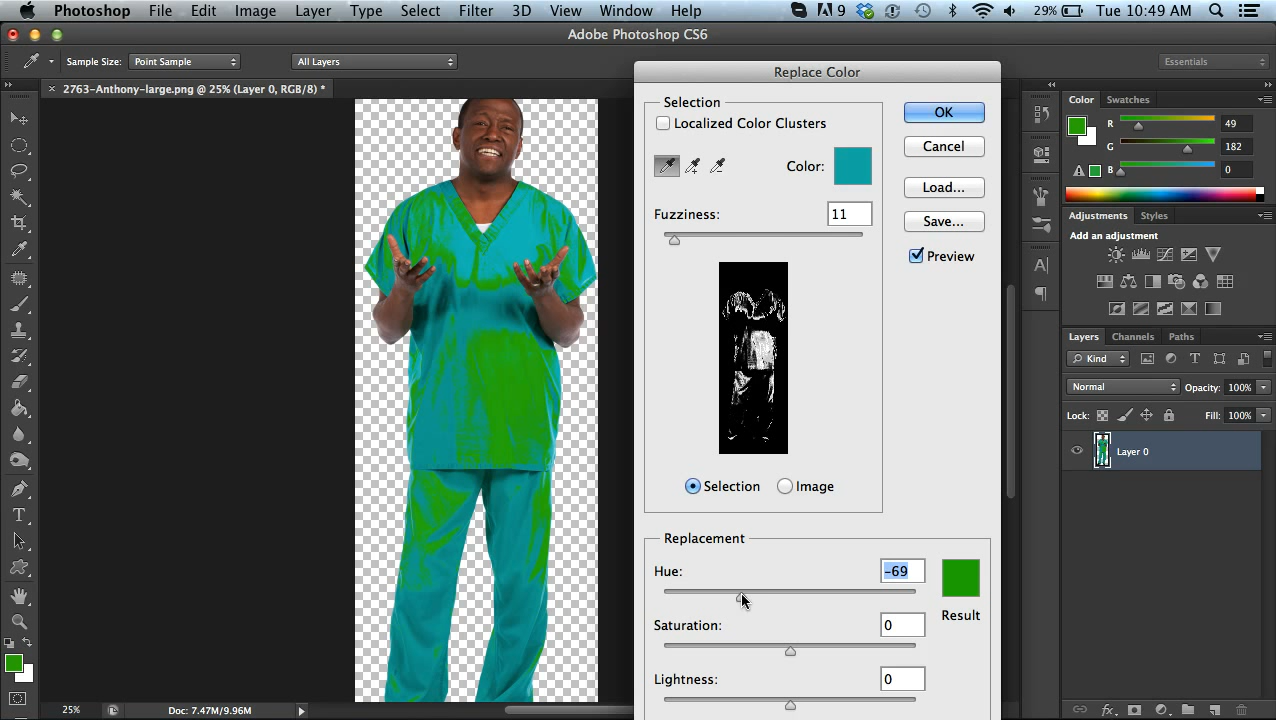 Photoshop File Edit Image Layer Type Select Filter 3D View Window Help 9 29% Tue 10:49 AM
Adobe Photoshop CS6
Sample Size: Point Sample All Layers Essentials
× 2763-Anthony-large.png @ 25% (Layer 0, RGB/8) *
Replace Color
Selection
Localized Color Clusters
Color:
Fuzziness: 11
Selection Image
Replacement
Hue: -69
Result
Saturation: 0
Lightness: 0
OK
Cancel
Load...
Save...
Preview
Color Swatches
R 49
G 182
B 0
Adjustments Styles
Add an adjustment
Layers Channels Paths
Kind
Normal Opacity: 100%
Lock: Fill: 100%
Layer 0
fx
25% Doc: 7.47M/9.96M